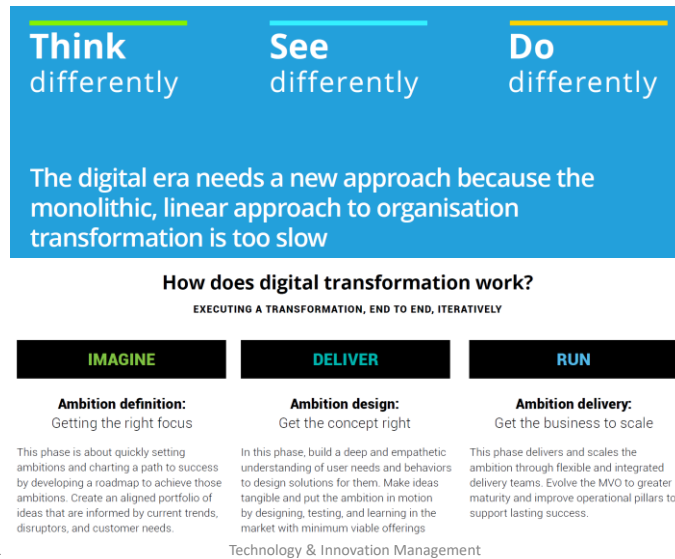 Think
differently
See
differently
Do
differently
The digital era needs a new approach because the
monolithic, linear approach to organisation
transformation is too slow
How does digital transformation work?
EXECUTING A TRANSFORMATION, END TO END, ITERATIVELY
IMAGINE
Ambition definition:
Getting the right focus
This phase is about quickly setting
ambitions and charting a path to success
by developing a roadmap to achieve those
ambitions. Create an aligned portfolio of
ideas that are informed by current trends,
disruptors, and customer needs.
DELIVER
Ambition design:
Get the concept right
In this phase, build a deep and empathetic
understanding of user needs and behaviors
to design solutions for them. Make ideas
tangible and put the ambition in motion
by designing, testing, and learning in the
market with minimum viable offerings
RUN
Ambition delivery:
Get the business to scale
This phase delivers and scales the
ambition through flexible and integrated
delivery teams. Evolve the MVO to greater
maturity and improve operational pillars to
support lasting success.
Technology & Innovation Management